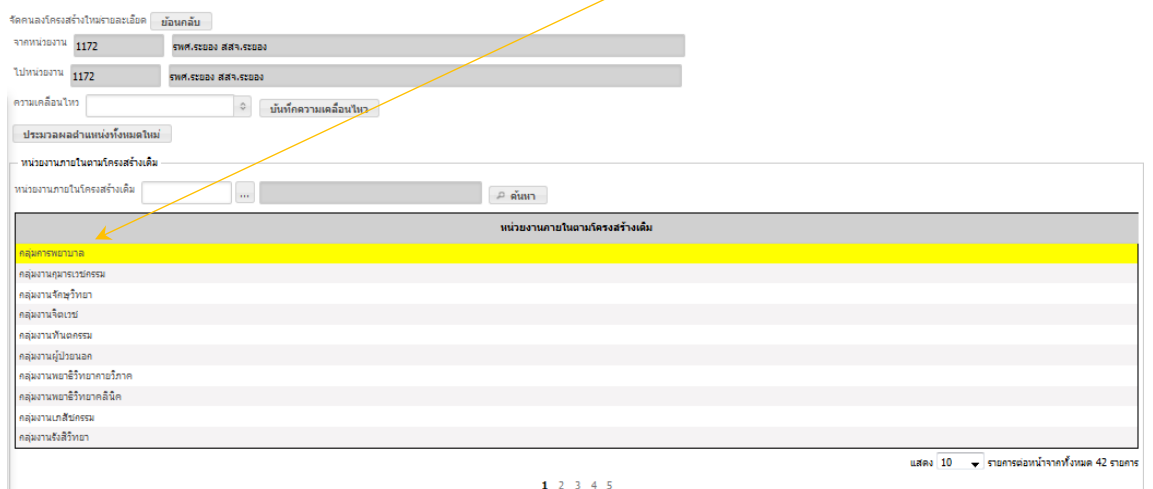 จัดคนลงโครงสร้างใหม่รายละเอียด ย้อนกลับ
จากหน่วยงาน 1172 รพศ.ระยอง สสจ.ระยอง
ไปหน่วยงาน 1172 รพศ.ระยอง สสจ.ระยอง
ความเคลื่อนไหว บันทึกความเคลื่อนไหว
ประมวลผลตำแหน่งทั้งหมดใหม่
หน่วยงานภายในตามโครงสร้างเดิม
หน่วยงานภายในโครงสร้างเดิม ... ค้นหา
หน่วยงานภายในตามโครงสร้างเดิม
กลุ่มการพยาบาล
กลุ่มงานกุมารเวชกรรม
กลุ่มงานจักษุวิทยา
กลุ่มงานจิตเวช
กลุ่มงานทันตกรรม
กลุ่มงานผู้ป่วยนอก
กลุ่มงานพยาธิวิทยากายวิภาค
กลุ่มงานพยาธิวิทยาคลินิค
กลุ่มงานเภสัชกรรม
กลุ่มงานรังสีวิทยา
แสดง 10 รายการต่อหน้าจากทั้งหมด 42 รายการ
1 2 3 4 5